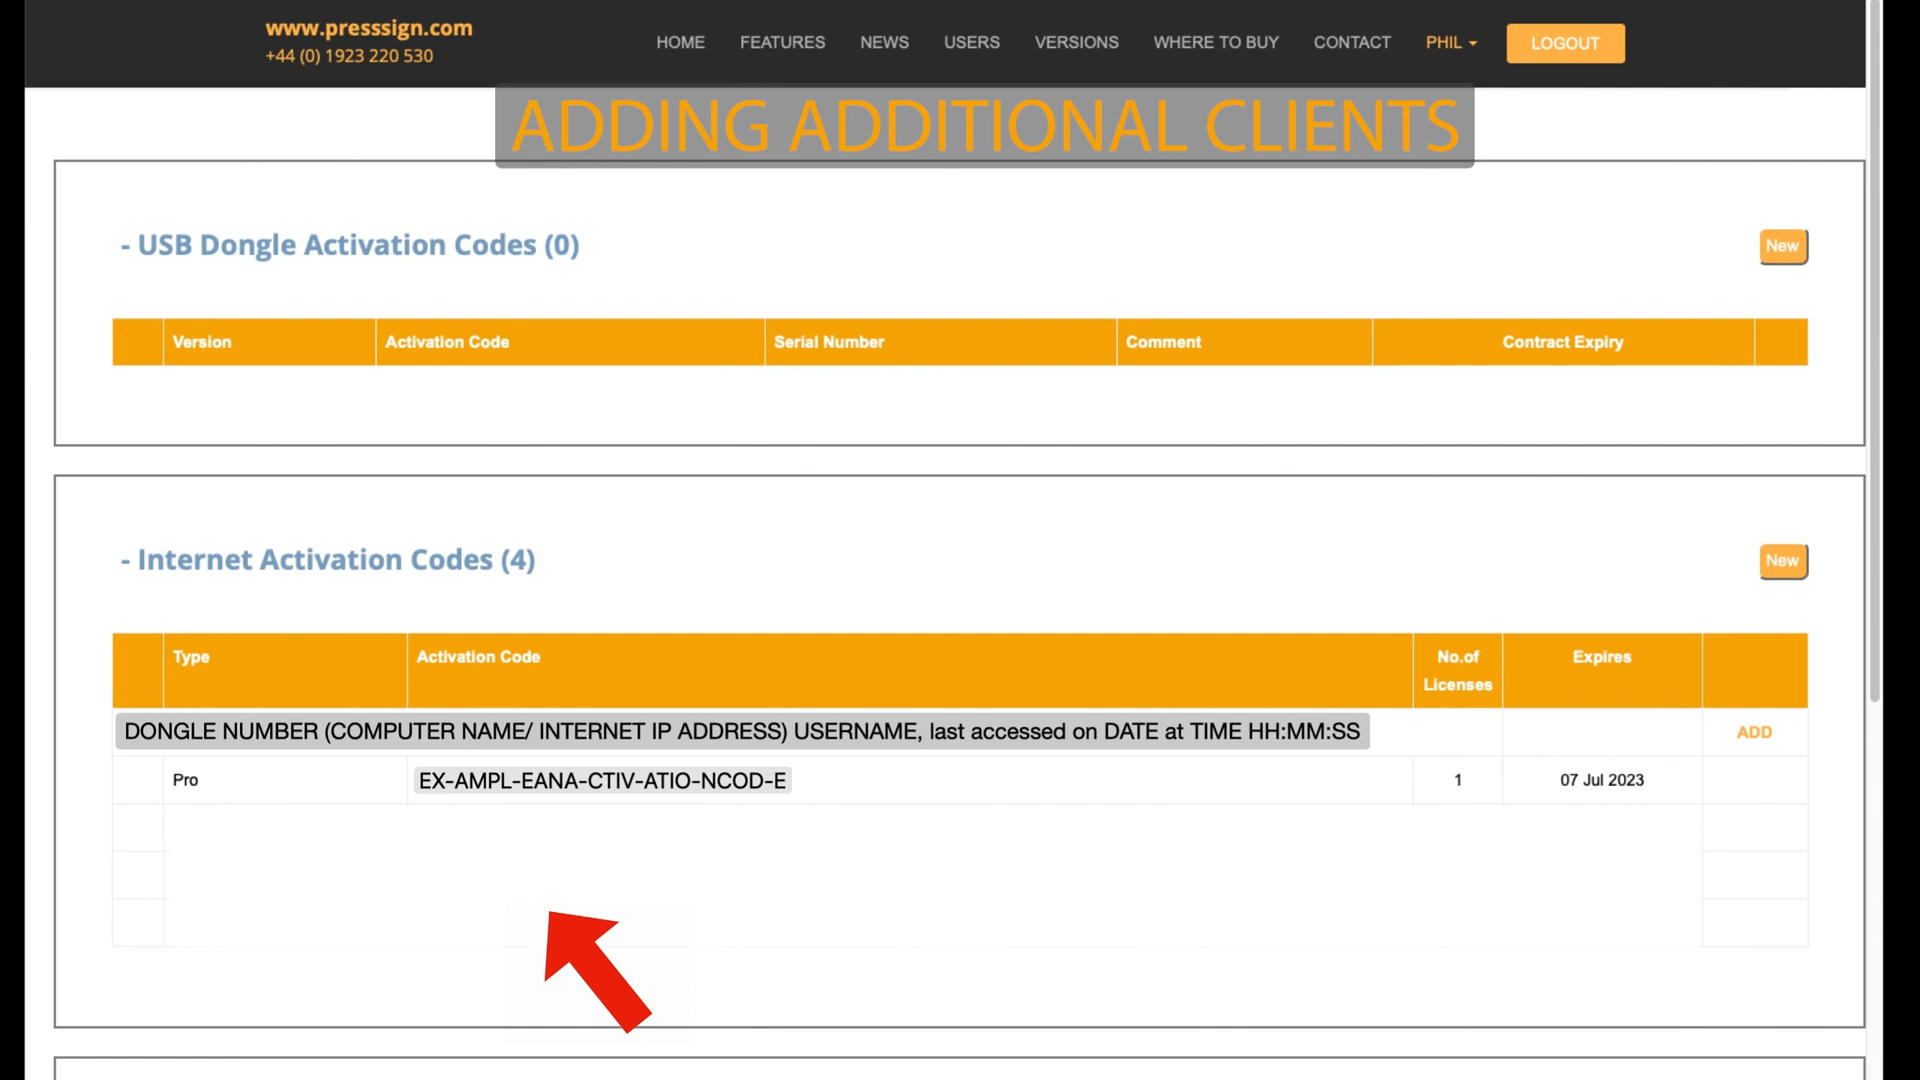 www.presssign.com
+44 (0) 1923 220 530
HOME FEATURES NEWS USERS VERSIONS WHERE TO BUY CONTACT PHIL LOGOUT
ADDING ADDITIONAL CLIENTS
- USB Dongle Activation Codes (0)
New
Version Activation Code Serial Number Comment Contract Expiry
- Internet Activation Codes (4)
New
Type Activation Code No.of Licenses Expires
DONGLE NUMBER (COMPUTER NAME/ INTERNET IP ADDRESS) USERNAME, last accessed on DATE at TIME HH:MM:SS ADD
Pro EX-AMPL-EANA-CTIV-ATIO-NCOD-E 1 07 Jul 2023